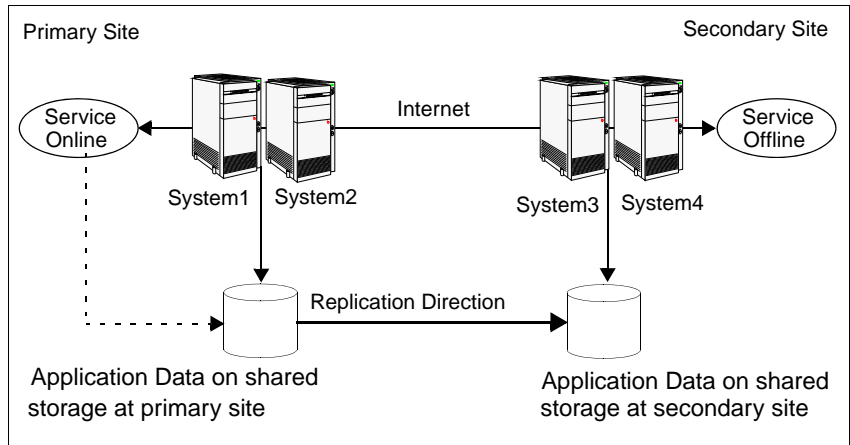 Primary Site
Secondary Site
Service
Online
Internet
Service
Offline
System1
System2
System3
System4
Replication Direction
Application Data on shared
storage at primary site
Application Data on shared
storage at secondary site